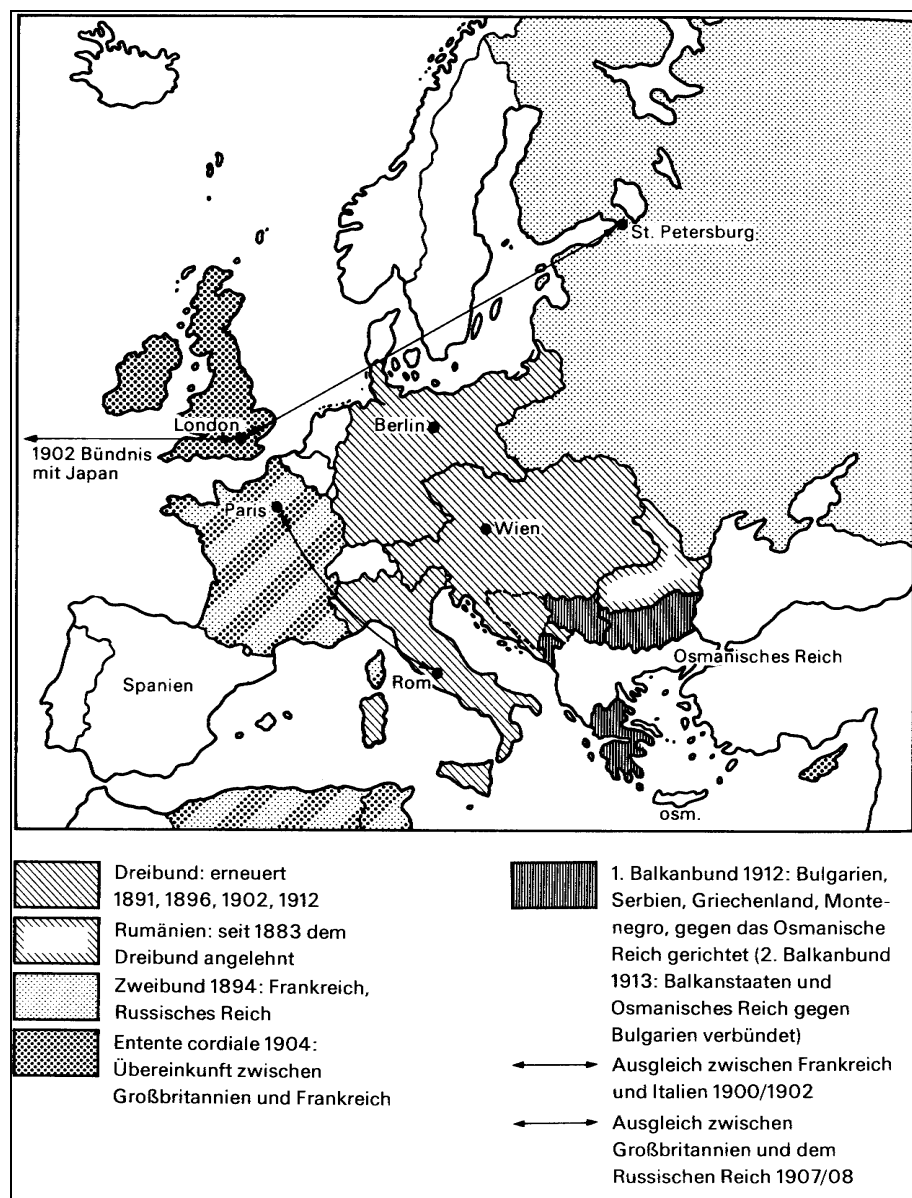 St. Petersburg
London
Berlin
1902 Bündnis
mit Japan
Paris
Wien
Osmanisches Reich
Rom
Spanien
osm.
Dreibund: erneuert
1891, 1896, 1902, 1912
Rumänien: seit 1883 dem
Dreibund angelehnt
Zweibund 1894: Frankreich,
Russisches Reich
Entente cordiale 1904:
Übereinkunft zwischen
Großbritannien und Frankreich
1. Balkanbund 1912: Bulgarien,
Serbien, Griechenland, Monte-
negro, gegen das Osmanische
Reich gerichtet (2. Balkanbund
1913: Balkanstaaten und
Osmanisches Reich gegen
Bulgarien verbündet)
Ausgleich zwischen Frankreich
und Italien 1900/1902
Ausgleich zwischen
Großbritannien und dem
Russischen Reich 1907/08